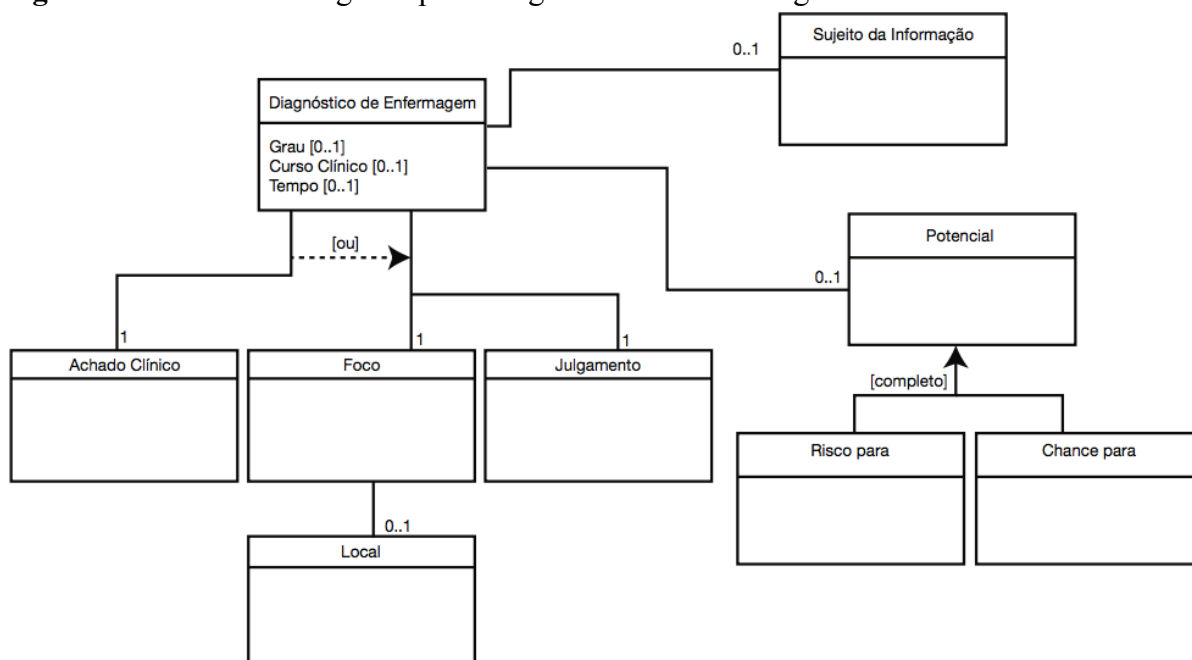 Sujeito da Informação
0..1
Diagnóstico de Enfermagem
Grau [0..1]
Curso Clínico [0..1]
Tempo [0..1]
[ou]
Potencial
0..1
1
1
1
Achado Clínico
Foco
Julgamento
[completo]
Risco para
Chance para
0..1
Local